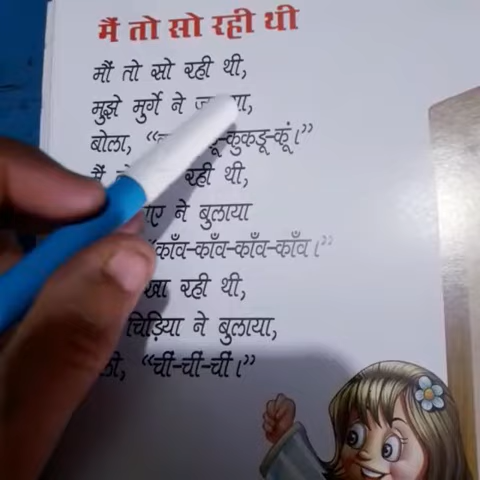 मैं तो सो रही थी
मौं तो सो रही थी,
मुझे मुर्गे ने
बोला, कुकडू-कूं।”
मैं रही थी,
ने बुलाया
“काँव-काँव-काँव-काँव।”
रही थी,
चिड़िया ने बुलाया,
“चीं-चीं-चीं।”